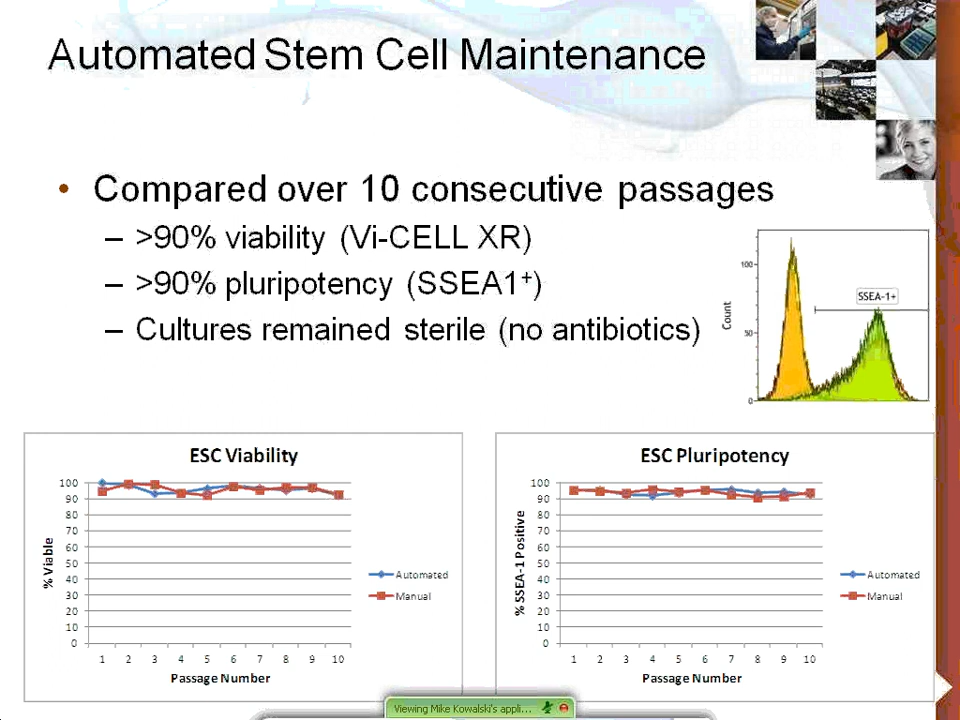 Automated Stem Cell Maintenance
• Compared over 10 consecutive passages
– >90% viability (Vi-CELL XR)
– >90% pluripotency (SSEA1⁺)
– Cultures remained sterile (no antibiotics)
Count
100
50
0
SSEA-1+
ESC Viability
% Viable
100
90
80
70
60
50
40
30
20
10
0
1 2 3 4 5 6 7 8 9 10
Passage Number
Automated
Manual
ESC Pluripotency
% SSEA-1 Positive
100
90
80
70
60
50
40
30
20
10
0
1 2 3 4 5 6 7 8 9 10
Passage Number
Automated
Manual
Viewing Mike Kowalski's appli...